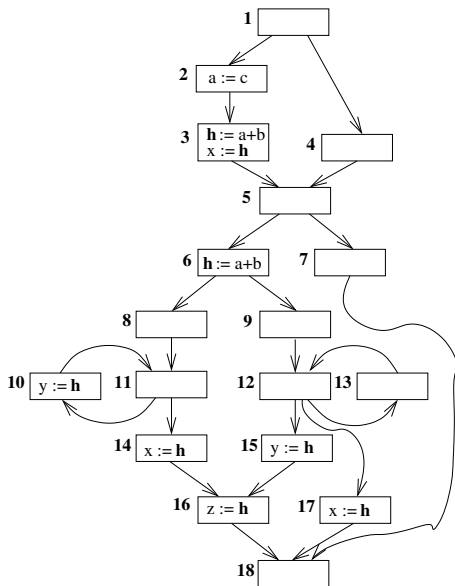 1
2 a := c
3 h := a+b
x := h
4
5
6 h := a+b
7
8
9
10 y := h
11
12
13
14 x := h
15 y := h
16 z := h
17 x := h
18